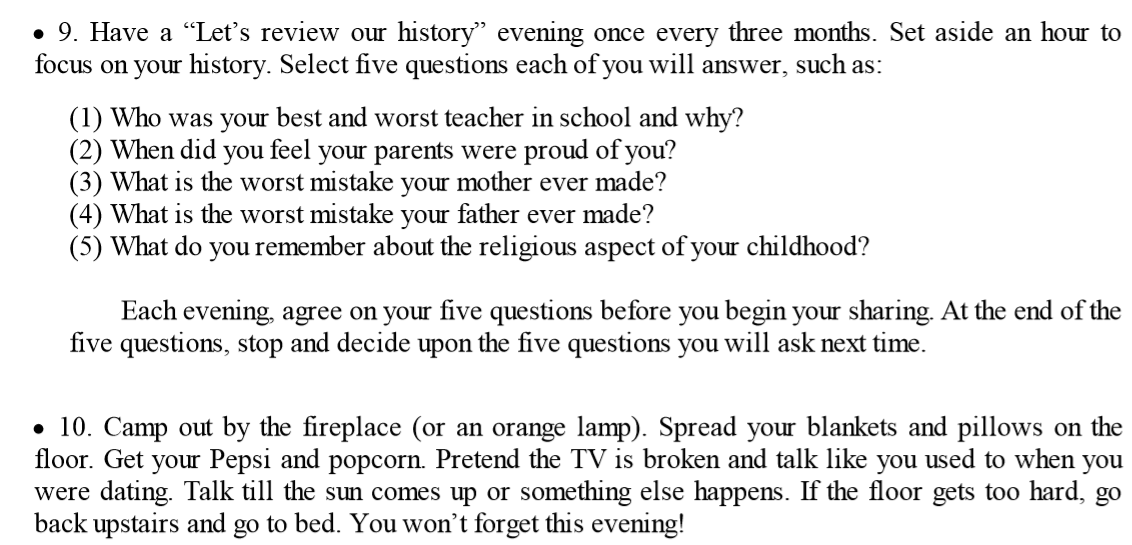 • 9. Have a “Let’s review our history” evening once every three months. Set aside an hour to
focus on your history. Select five questions each of you will answer, such as:
(1) Who was your best and worst teacher in school and why?
(2) When did you feel your parents were proud of you?
(3) What is the worst mistake your mother ever made?
(4) What is the worst mistake your father ever made?
(5) What do you remember about the religious aspect of your childhood?
Each evening, agree on your five questions before you begin your sharing. At the end of the
five questions, stop and decide upon the five questions you will ask next time.
• 10. Camp out by the fireplace (or an orange lamp). Spread your blankets and pillows on the
floor. Get your Pepsi and popcorn. Pretend the TV is broken and talk like you used to when you
were dating. Talk till the sun comes up or something else happens. If the floor gets too hard, go
back upstairs and go to bed. You won’t forget this evening!